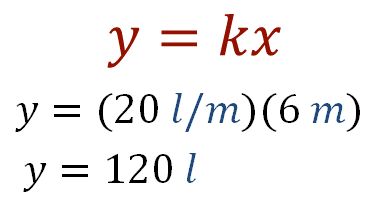 y = kx
y = (20 l/m)(6 m)
y = 120 l